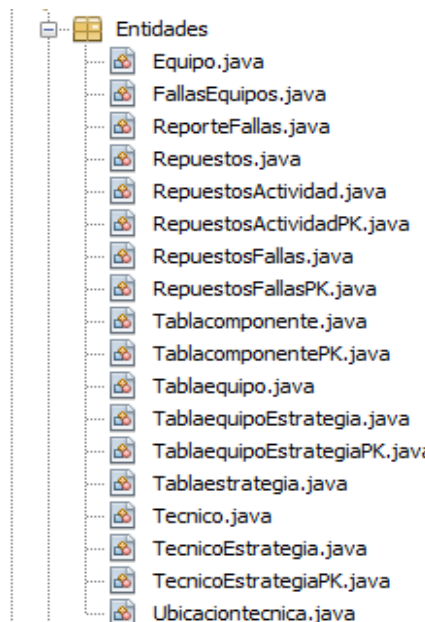 Entidades
Equipo.java
FallasEquipos.java
ReporteFallas.java
Repuestos.java
RepuestosActividad.java
RepuestosActividadPK.java
RepuestosFallas.java
RepuestosFallasPK.java
Tablacomponente.java
TablacomponentePK.java
Tablaequipo.java
TablaequipoEstrategia.java
TablaequipoEstrategiaPK.java
Tablaestrategia.java
Tecnico.java
TecnicoEstrategia.java
TecnicoEstrategiaPK.java
Ubicaciontecnica.java